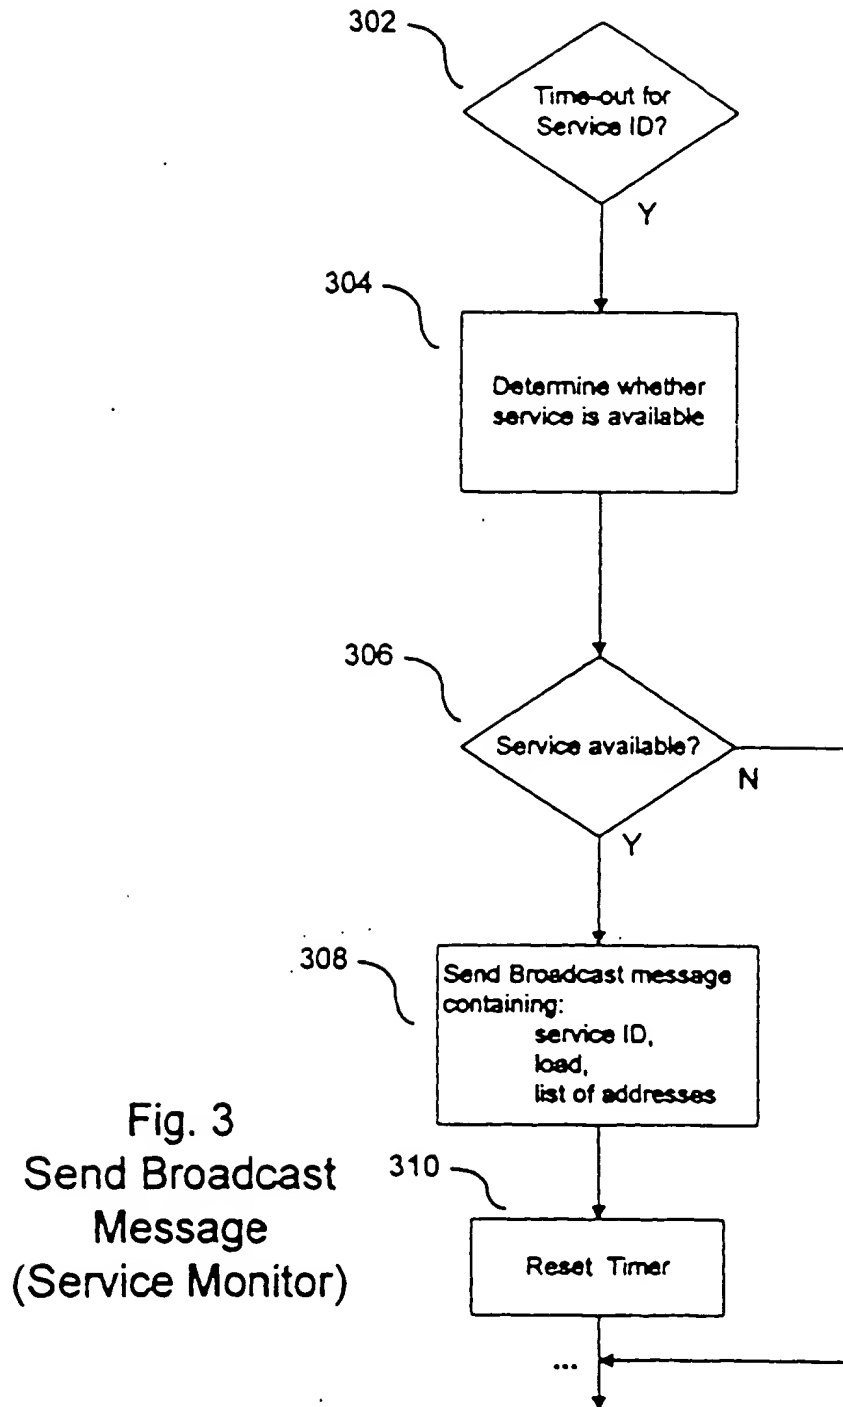 302
Time-out for
Service ID?
Y
304
Determine whether
service is available
306
Service available?
N
Y
308
Send Broadcast message
containing:
service ID,
load,
list of addresses
Fig. 3
Send Broadcast
Message
(Service Monitor)
310
Reset Timer
...